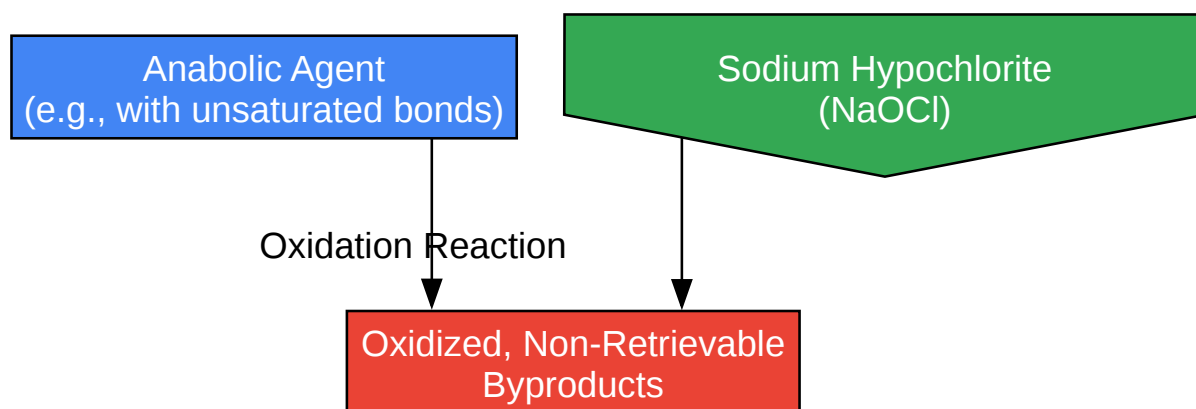 Anabolic Agent
(e.g., with unsaturated bonds)
Sodium Hypochlorite
(NaOCl)
Oxidation Reaction
Oxidized, Non-Retrievable
Byproducts